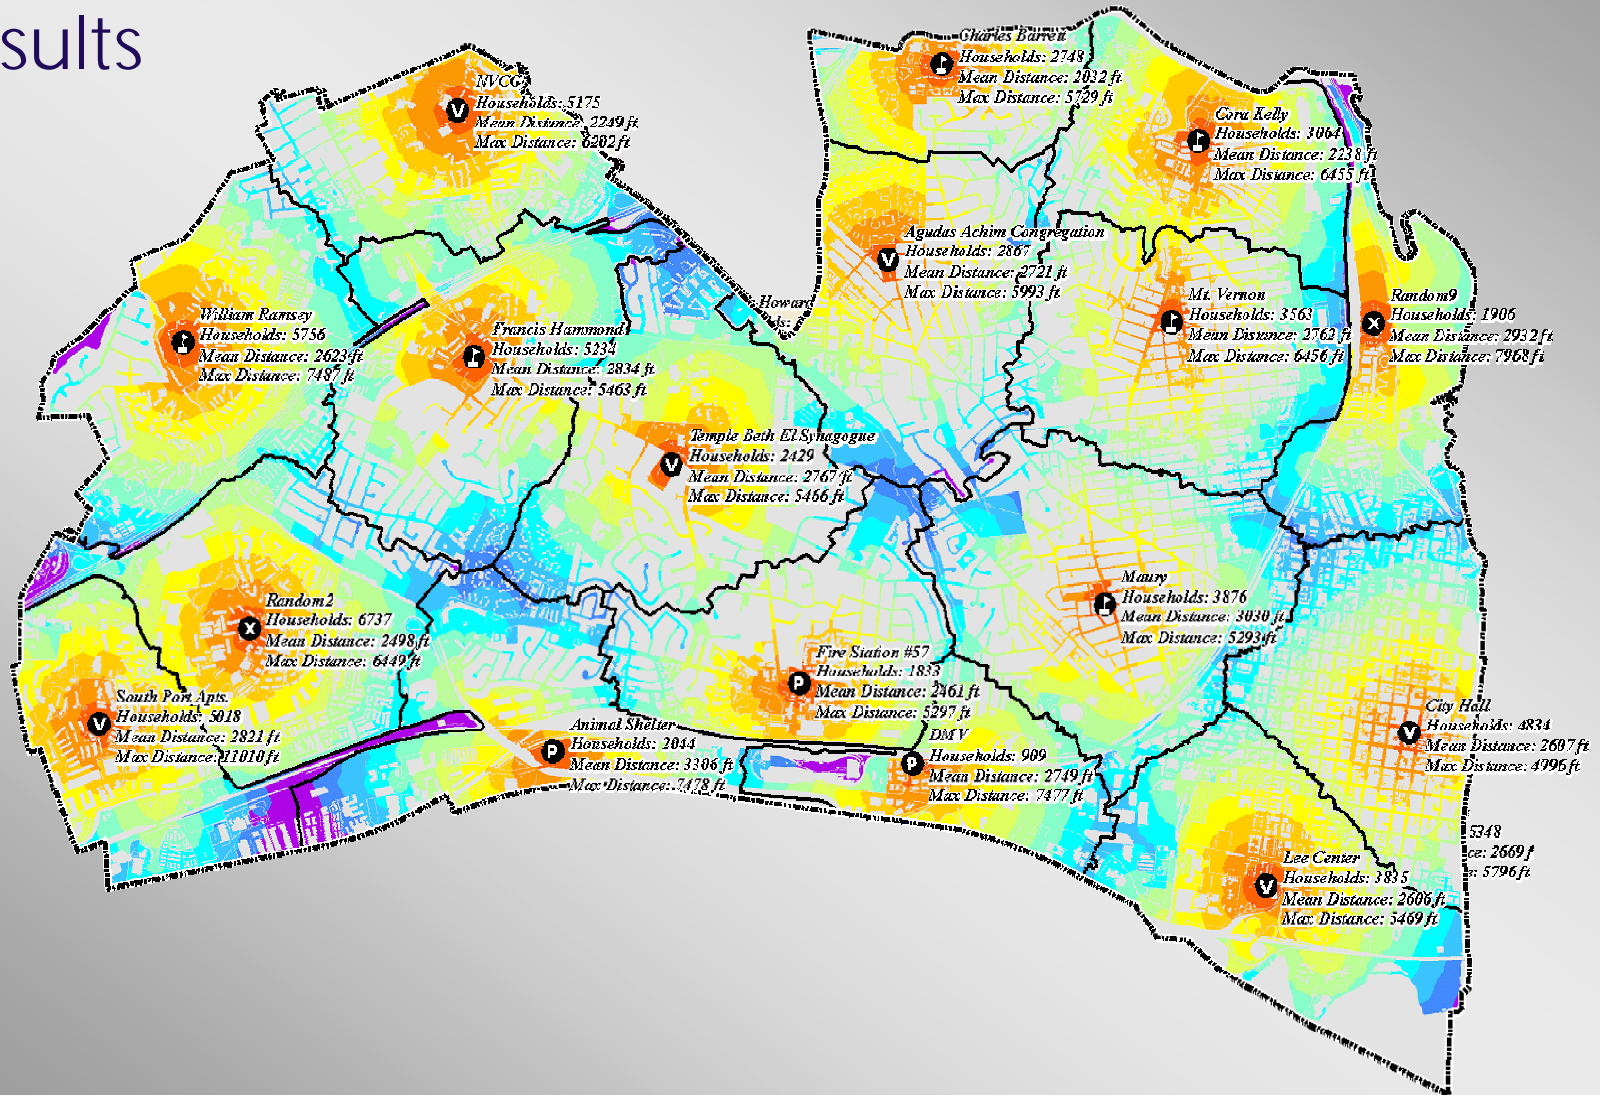 sults
Charles Barrett
Households: 2748
Mean Distance: 2032 ft
Max Distance: 5729 ft
NVCC
Households: 5175
Mean Distance: 2249 ft
Max Distance: 6202 ft
Cora Kelly
Households: 3064
Mean Distance: 2238 ft
Max Distance: 6455 ft
Agudas Achim Congregation
Households: 2867
Mean Distance: 2721 ft
Max Distance: 5993 ft
Howard
ds:
Mt. Vernon
Households: 3563
Mean Distance: 2762 ft
Max Distance: 6456 ft
Random9
Households: 1906
Mean Distance: 2932 ft
Max Distance: 7968 ft
William Ramsey
Households: 5756
Mean Distance: 2623 ft
Max Distance: 7487 ft
Francis Hammond
Households: 5234
Mean Distance: 2834 ft
Max Distance: 5463 ft
Temple Beth El Synagogue
Households: 2429
Mean Distance: 2767 ft
Max Distance: 5466 ft
Maury
Households: 3876
Mean Distance: 3030 ft
Max Distance: 5293 ft
Random2
Households: 6737
Mean Distance: 2498 ft
Max Distance: 6449 ft
Fire Station #57
Households: 1833
Mean Distance: 2461 ft
Max Distance: 5297 ft
South Port Apts.
Households: 5018
Mean Distance: 2821 ft
Max Distance: 11010 ft
Animal Shelter
Households: 2044
Mean Distance: 3306 ft
Max Distance: 7478 ft
DMV
Households: 909
Mean Distance: 2749 ft
Max Distance: 7477 ft
City Hall
Households: 4834
Mean Distance: 2607 ft
Max Distance: 4996 ft
5348
ce: 2669 ft
: 5796 ft
Lee Center
Households: 3835
Mean Distance: 2606 ft
Max Distance: 5469 ft